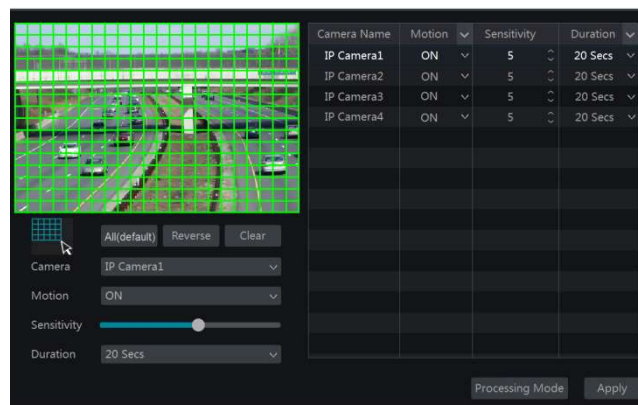 Camera Name Motion Sensitivity Duration
IP Camera1 ON 5 20 Secs
IP Camera2 ON 5 20 Secs
IP Camera3 ON 5 20 Secs
IP Camera4 ON 5 20 Secs
All(default) Reverse Clear
Camera IP Camera1
Motion ON
Sensitivity
Duration 20 Secs
Processing Mode Apply